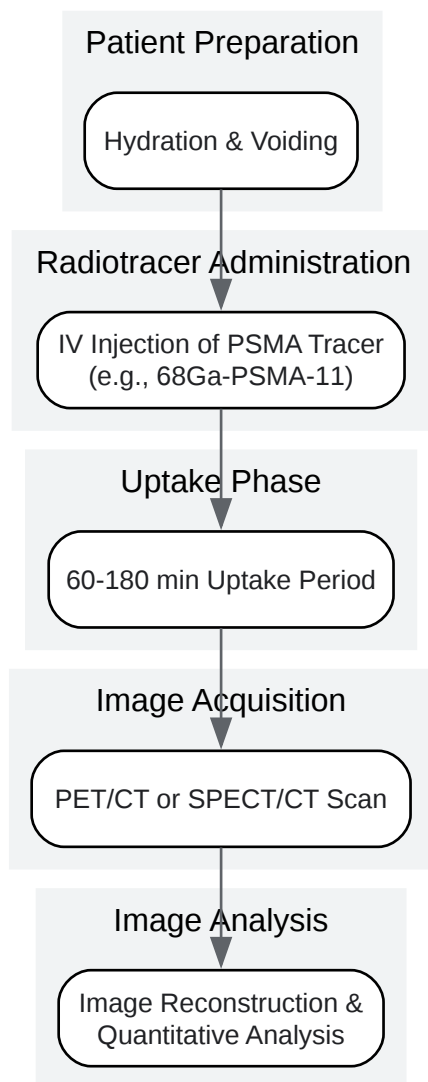 Patient Preparation
Hydration & Voiding
Radiotracer Administration
IV Injection of PSMA Tracer
(e.g., 68Ga-PSMA-11)
Uptake Phase
60-180 min Uptake Period
Image Acquisition
PET/CT or SPECT/CT Scan
Image Analysis
Image Reconstruction &
Quantitative Analysis